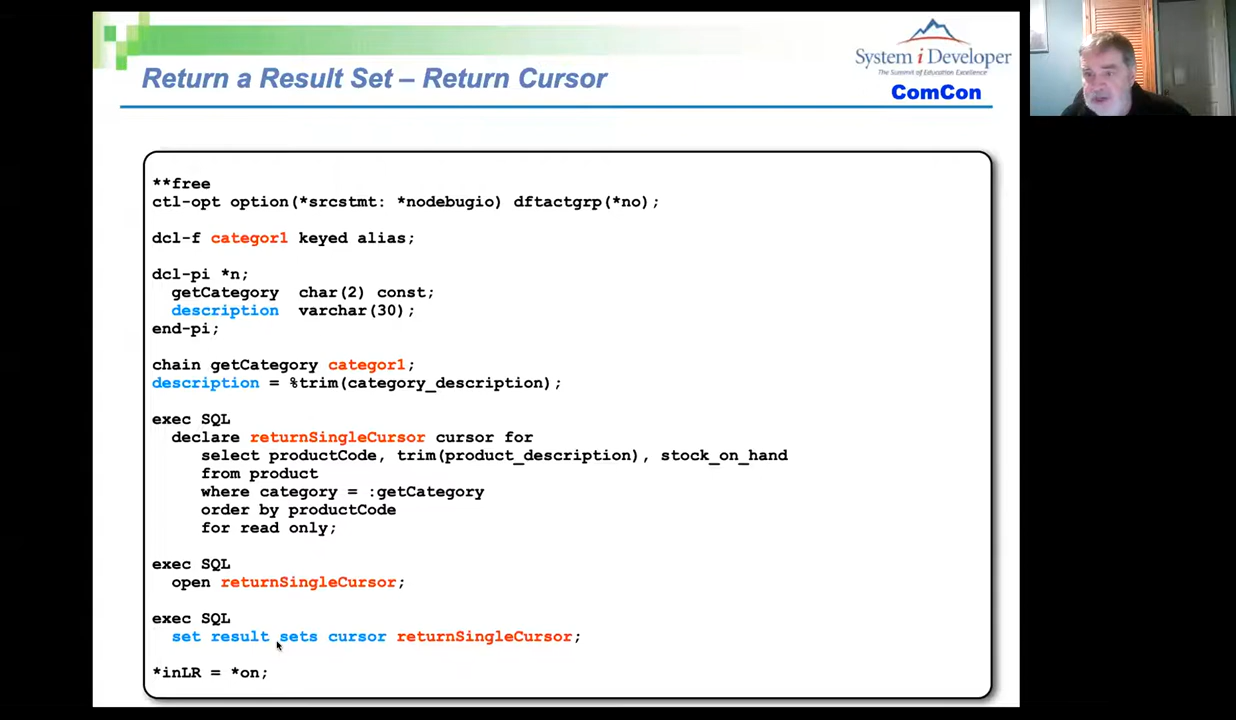 System i Developer
The Summit of Education Excellence
Return a Result Set – Return Cursor
ComCon
**free
ctl-opt option(*srcstmt: *nodebugio) dftactgrp(*no);
dcl-f categor1 keyed alias;
dcl-pi *n;
getCategory char(2) const;
description varchar(30);
end-pi;
chain getCategory categor1;
description = %trim(category_description);
exec SQL
declare returnSingleCursor cursor for
select productCode, trim(product_description), stock_on_hand
from product
where category = :getCategory
order by productCode
for read only;
exec SQL
open returnSingleCursor;
exec SQL
set result sets cursor returnSingleCursor;
*inLR = *on;